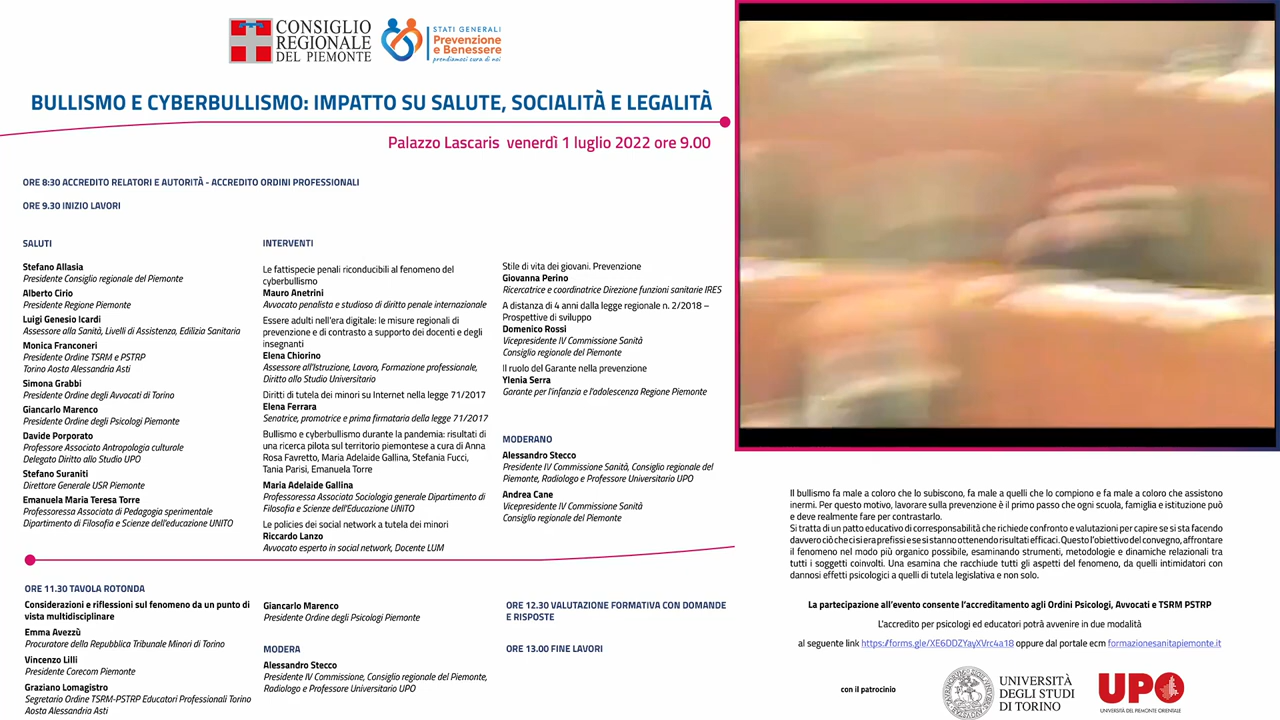 CONSIGLIO
REGIONALE
DEL PIEMONTE
STATI GENERALI
Prevenzione
e Benessere
prendiamoci cura di noi
BULLISMO E CYBERBULLISMO: IMPATTO SU SALUTE, SOCIALITÀ E LEGALITÀ
Palazzo Lascaris venerdì 1 luglio 2022 ore 9.00
ORE 8:30 ACCREDITO RELATORI E AUTORITÀ - ACCREDITO ORDINI PROFESSIONALI
ORE 9.30 INIZIO LAVORI
SALUTI
Stefano Allasia
Presidente Consiglio regionale del Piemonte
Alberto Cirio
Presidente Regione Piemonte
Luigi Genesio Icardi
Assessore alla Sanità, Livelli di Assistenza, Edilizia Sanitaria
Monica Franconeri
Presidente Ordine TSRM e PSTRP
Torino Aosta Alessandria Asti
Simona Grabbi
Presidente Ordine degli Avvocati di Torino
Giancarlo Marenco
Presidente Ordine degli Psicologi Piemonte
Davide Porporato
Professore Associato Antropologia culturale
Delegato Diritto allo Studio UPO
Stefano Suraniti
Direttore Generale USR Piemonte
Emanuela Maria Teresa Torre
Professoressa Associata di Pedagogia sperimentale
Dipartimento di Filosofia e Scienze dell'educazione UNITO
INTERVENTI
Le fattispecie penali riconducibili al fenomeno del
cyberbullismo
Mauro Anetrini
Avvocato penalista e studioso di diritto penale internazionale
Essere adulti nell'era digitale: le misure regionali di
prevenzione e di contrasto a supporto dei docenti e degli
insegnanti
Elena Chiorino
Assessore all'Istruzione, Lavoro, Formazione professionale,
Diritto allo Studio Universitario
Diritti di tutela dei minori su Internet nella legge 71/2017
Elena Ferrara
Senatrice, promotrice e prima firmataria della legge 71/2017
Bullismo e cyberbullismo durante la pandemia: risultati di
una ricerca pilota sul territorio piemontese a cura di Anna
Rosa Favretto, Maria Adelaide Gallina, Stefania Fucci,
Tania Parisi, Emanuela Torre
Maria Adelaide Gallina
Professoressa Associata Sociologia generale Dipartimento di
Filosofia e Scienze dell'Educazione UNITO
Le policies dei social network a tutela dei minori
Riccardo Lanzo
Avvocato esperto in social network, Docente LUM
Stile di vita dei giovani. Prevenzione
Giovanna Perino
Ricercatrice e coordinatrice Direzione funzioni sanitarie IRES
A distanza di 4 anni dalla legge regionale n. 2/2018 –
Prospettive di sviluppo
Domenico Rossi
Vicepresidente IV Commissione Sanità
Consiglio regionale del Piemonte
Il ruolo del Garante nella prevenzione
Ylenia Serra
Garante per l'infanzia e l'adolescenza Regione Piemonte
MODERANO
Alessandro Stecco
Presidente IV Commissione Sanità, Consiglio regionale del
Piemonte, Radiologo e Professore Universitario UPO
Andrea Cane
Vicepresidente IV Commissione Sanità
Consiglio regionale del Piemonte
ORE 11.30 TAVOLA ROTONDA
Considerazioni e riflessioni sul fenomeno da un punto di
vista multidisciplinare
Emma Avezzù
Procuratore della Repubblica Tribunale Minori di Torino
Vincenzo Lilli
Presidente Corecom Piemonte
Graziano Lomagistro
Segretario Ordine TSRM-PSTRP Educatori Professionali Torino
Aosta Alessandria Asti
Giancarlo Marenco
Presidente Ordine degli Psicologi Piemonte
MODERA
Alessandro Stecco
Presidente IV Commissione, Consiglio regionale del Piemonte,
Radiologo e Professore Universitario UPO
ORE 12.30 VALUTAZIONE FORMATIVA CON DOMANDE
E RISPOSTE
ORE 13.00 FINE LAVORI
Il bullismo fa male a coloro che lo subiscono, fa male a quelli che lo compiono e fa male a coloro che assistono
inermi. Per questo motivo, lavorare sulla prevenzione è il primo passo che ogni scuola, famiglia e istituzione può
e deve realmente fare per contrastarlo.
Si tratta di un patto educativo di corresponsabilità che richiede confronto e valutazioni per capire se si sta facendo
davvero ciò che ci si era prefissi e se si stanno ottenendo risultati efficaci. Questo l'obiettivo del convegno, affrontare
il fenomeno nel modo più organico possibile, esaminando strumenti, metodologie e dinamiche relazionali tra
tutti i soggetti coinvolti. Una esamina che racchiude tutti gli aspetti del fenomeno, da quelli intimidatori con
dannosi effetti psicologici a quelli di tutela legislativa e non solo.
La partecipazione all'evento consente l'accreditamento agli Ordini Psicologi, Avvocati e TSRM PSTRP
L'accredito per psicologi ed educatori potrà avvenire in due modalità
al seguente link https://forms.gle/XE6DDZYayXVrc4a18 oppure dal portale ecm formazionesanitapiemonte.it
con il patrocinio
UNIVERSITÀ
DEGLI STUDI
DI TORINO
UPO
UNIVERSITÀ DEL PIEMONTE ORIENTALE